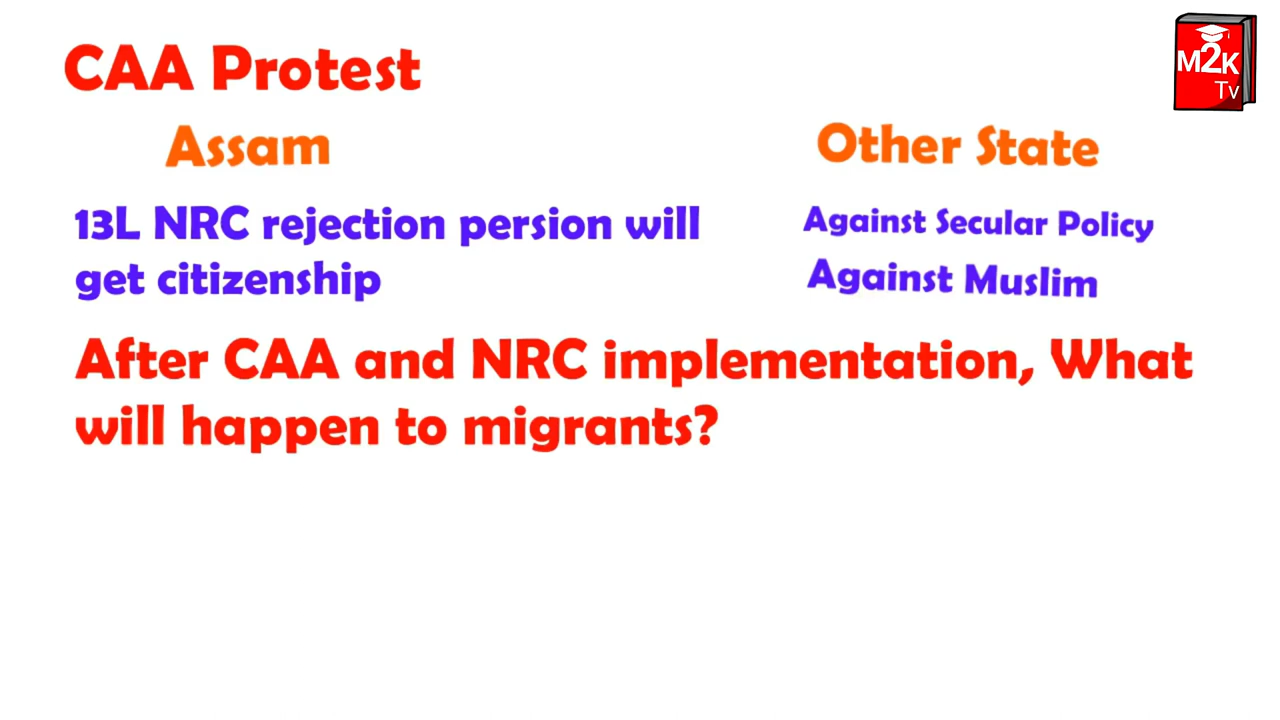 CAA Protest
M2K
Tv
Assam
Other State
13L NRC rejection persion will
get citizenship
Against Secular Policy
Against Muslim
After CAA and NRC implementation, What
will happen to migrants?